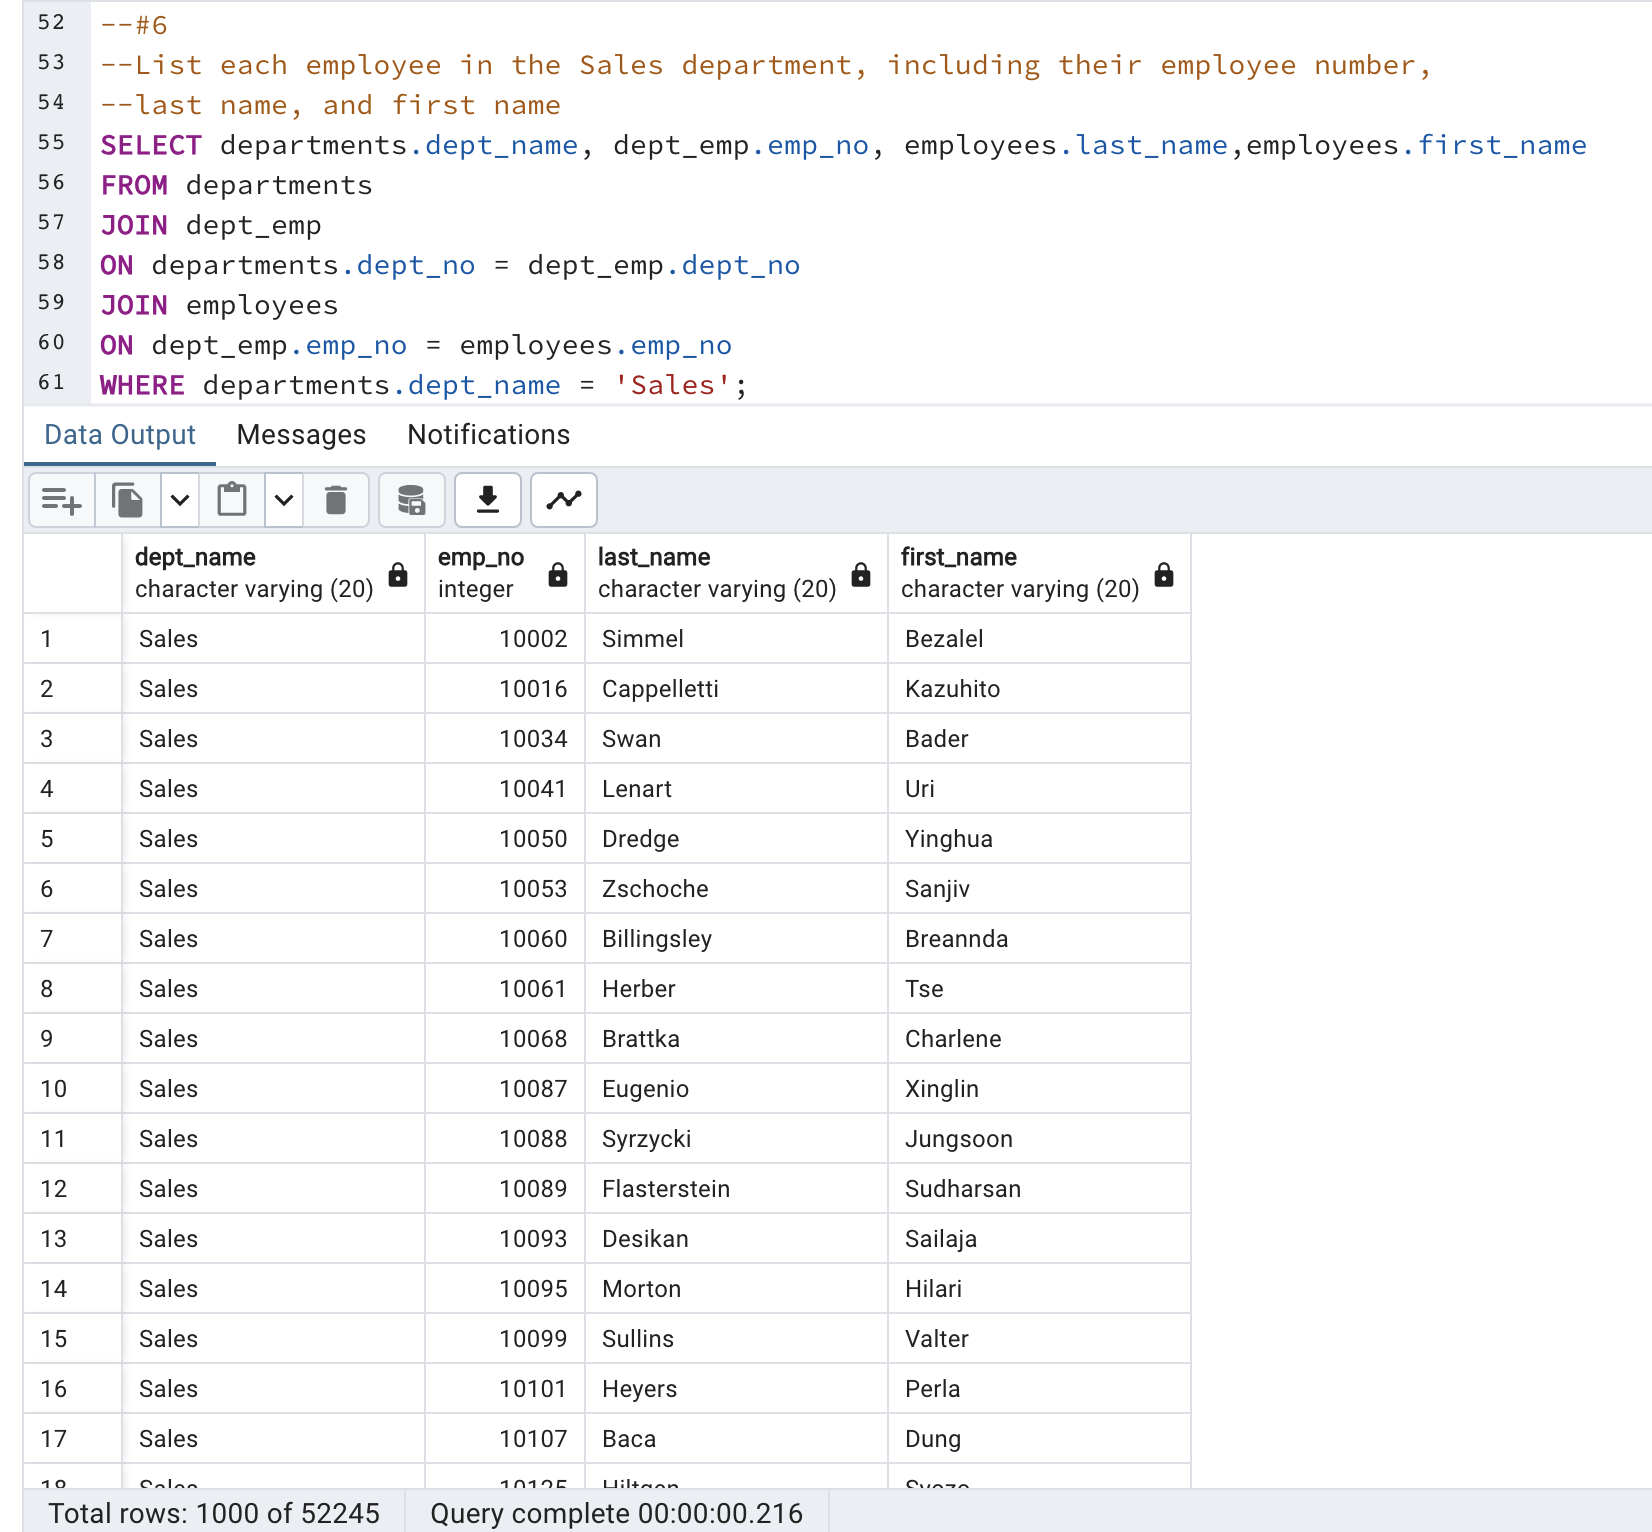 52 --#6
53 --List each employee in the Sales department, including their employee number,
54 --last name, and first name
55 SELECT departments.dept_name, dept_emp.emp_no, employees.last_name,employees.first_name
56 FROM departments
57 JOIN dept_emp
58 ON departments.dept_no = dept_emp.dept_no
59 JOIN employees
60 ON dept_emp.emp_no = employees.emp_no
61 WHERE departments.dept_name = 'Sales';
Data Output Messages Notifications
dept_name emp_no last_name first_name
character varying (20) integer character varying (20) character varying (20)
1 Sales 10002 Simmel Bezalel
2 Sales 10016 Cappelletti Kazuhito
3 Sales 10034 Swan Bader
4 Sales 10041 Lenart Uri
5 Sales 10050 Dredge Yinghua
6 Sales 10053 Zschoche Sanjiv
7 Sales 10060 Billingsley Breannda
8 Sales 10061 Herber Tse
9 Sales 10068 Brattka Charlene
10 Sales 10087 Eugenio Xinglin
11 Sales 10088 Syrzycki Jungsoon
12 Sales 10089 Flasterstein Sudharsan
13 Sales 10093 Desikan Sailaja
14 Sales 10095 Morton Hilari
15 Sales 10099 Sullins Valter
16 Sales 10101 Heyers Perla
17 Sales 10107 Baca Dung
18 Sales 10125 Hiltgen
Total rows: 1000 of 52245 Query complete 00:00:00.216